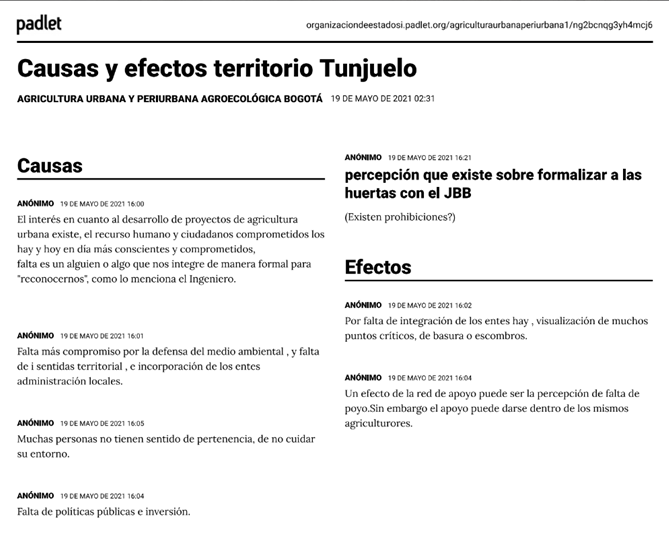 padlet
organizaciondeestadosi.padlet.org/agriculturaurbanaperiurbana1/ng2bcnqg3yh4mcj6
Causas y efectos territorio Tunjuelo
AGRICULTURA URBANA Y PERIURBANA AGROECOLÓGICA BOGOTÁ 19 DE MAYO DE 2021 02:31
Causas
ANÓNIMO 19 DE MAYO DE 2021 16:00
El interés en cuanto al desarrollo de proyectos de agricultura
urbana existe, el recurso humano y ciudadanos comprometidos los
hay y hoy en día más conscientes y comprometidos,
falta es un alguien o algo que nos integre de manera formal para
"reconocernos", como lo menciona el Ingeniero.
ANÓNIMO 19 DE MAYO DE 2021 16:01
Falta más compromiso por la defensa del medio ambiental , y falta
de i sentidas territorial , e incorporación de los entes
administración locales.
ANÓNIMO 19 DE MAYO DE 2021 16:05
Muchas personas no tienen sentido de pertenencia, de no cuidar
su entorno.
ANÓNIMO 19 DE MAYO DE 2021 16:04
Falta de políticas públicas e inversión.
ANÓNIMO 19 DE MAYO DE 2021 16:21
percepción que existe sobre formalizar a las
huertas con el JBB
(Existen prohibiciones?)
Efectos
ANÓNIMO 19 DE MAYO DE 2021 16:02
Por falta de integración de los entes hay , visualización de muchos
puntos críticos, de basura o escombros.
ANÓNIMO 19 DE MAYO DE 2021 16:04
Un efecto de la red de apoyo puede ser la percepción de falta de
poyo.Sin embargo el apoyo puede darse dentro de los mismos
agriculturores.